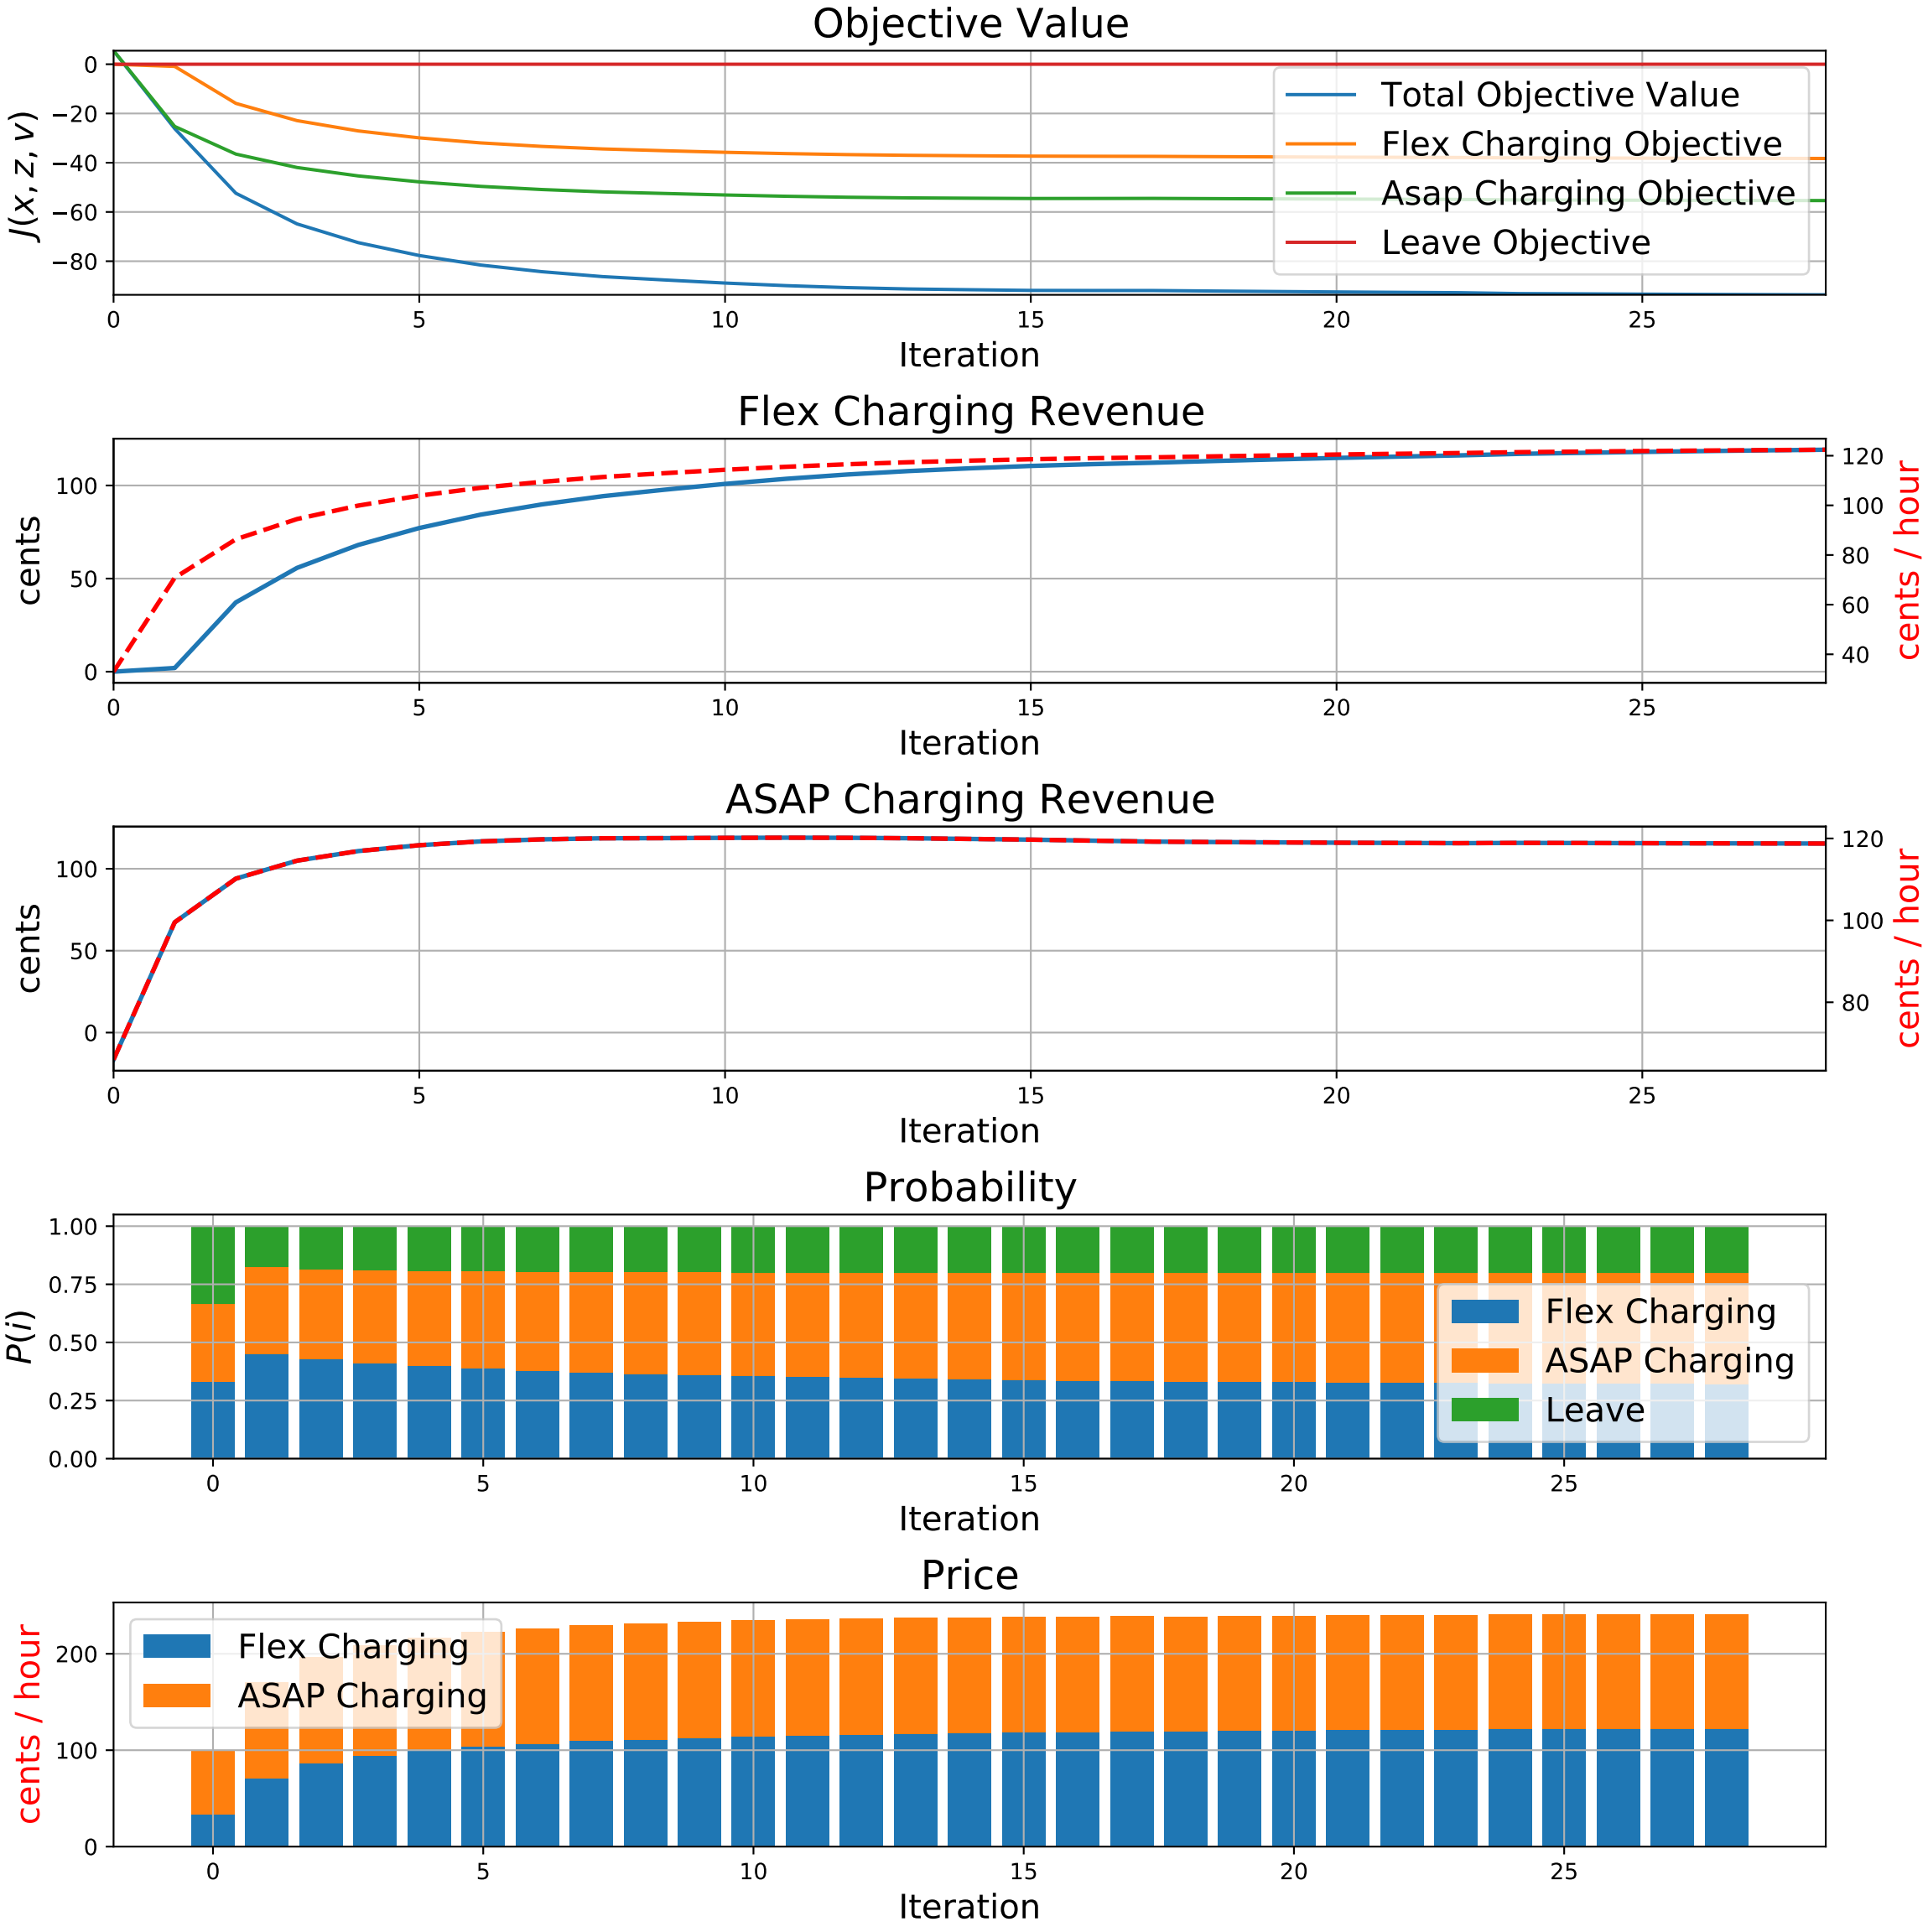 Objective Value
0
−20
−40
−60
−80
J(x, z, v)
Total Objective Value
Flex Charging Objective
Asap Charging Objective
Leave Objective
0 5 10 15 20 25
Iteration
Flex Charging Revenue
100
50
0
cents
120
100
80
60
40
cents / hour
0 5 10 15 20 25
Iteration
ASAP Charging Revenue
100
50
0
cents
120
100
80
cents / hour
0 5 10 15 20 25
Iteration
Probability
1.00
0.75
0.50
0.25
0.00
P(i)
Flex Charging
ASAP Charging
Leave
0 5 10 15 20 25
Iteration
Price
200
100
0
cents / hour
Flex Charging
ASAP Charging
0 5 10 15 20 25
Iteration